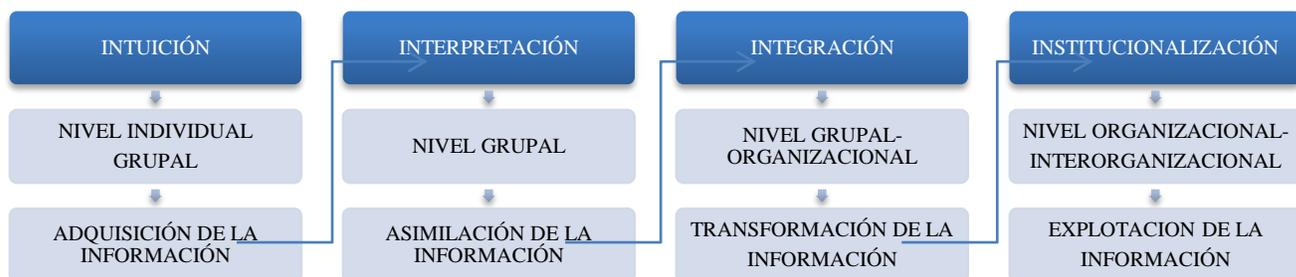 INTUICIÓN
NIVEL INDIVIDUAL
GRUPAL
ADQUISICIÓN DE LA
INFORMACIÓN
INTERPRETACIÓN
NIVEL GRUPAL
ASIMILACIÓN DE LA
INFORMACIÓN
INTEGRACIÓN
NIVEL GRUPAL-
ORGANIZACIONAL
TRANSFORMACIÓN DE LA
INFORMACIÓN
INSTITUCIONALIZACIÓN
NIVEL ORGANIZACIONAL-
INTERORGANIZACIONAL
EXPLOTACION DE LA
INFORMACIÓN